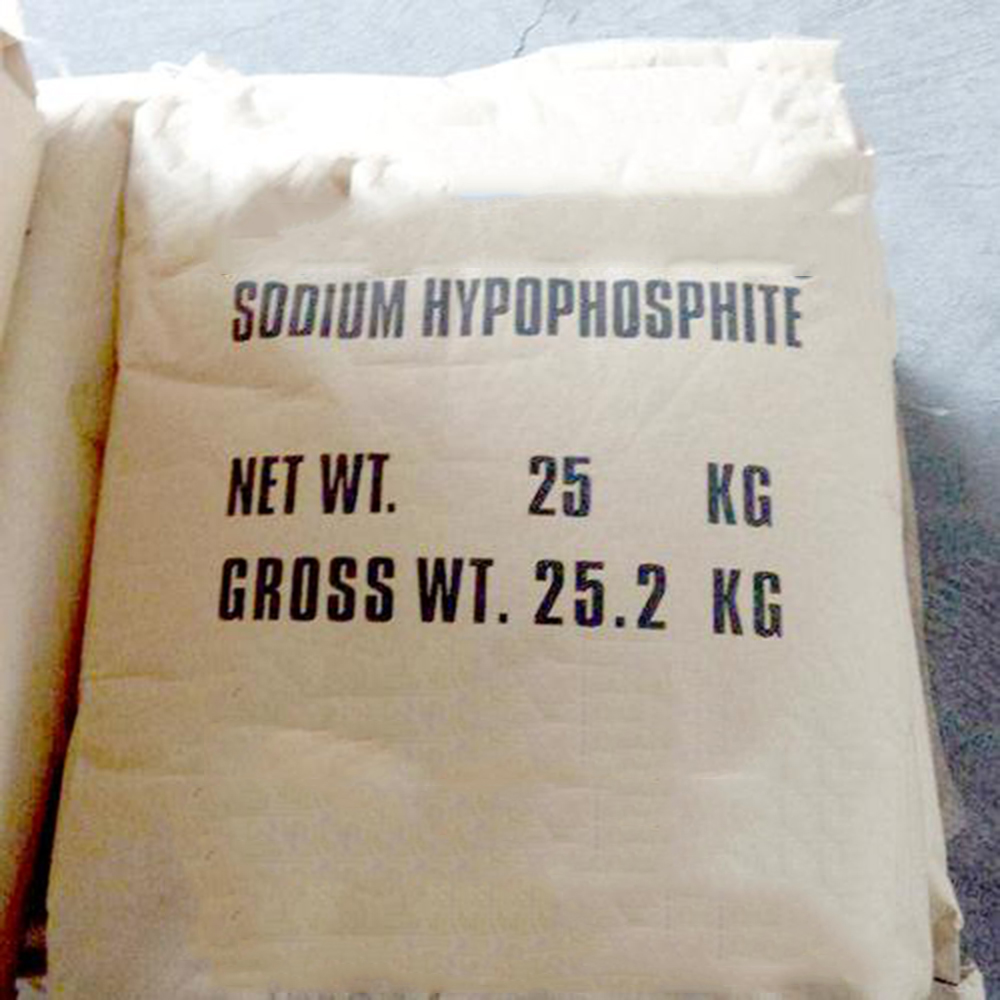 SODIUM HYPOPHOSPHITE
NET WT. 25 KG
GROSS WT. 25.2 KG